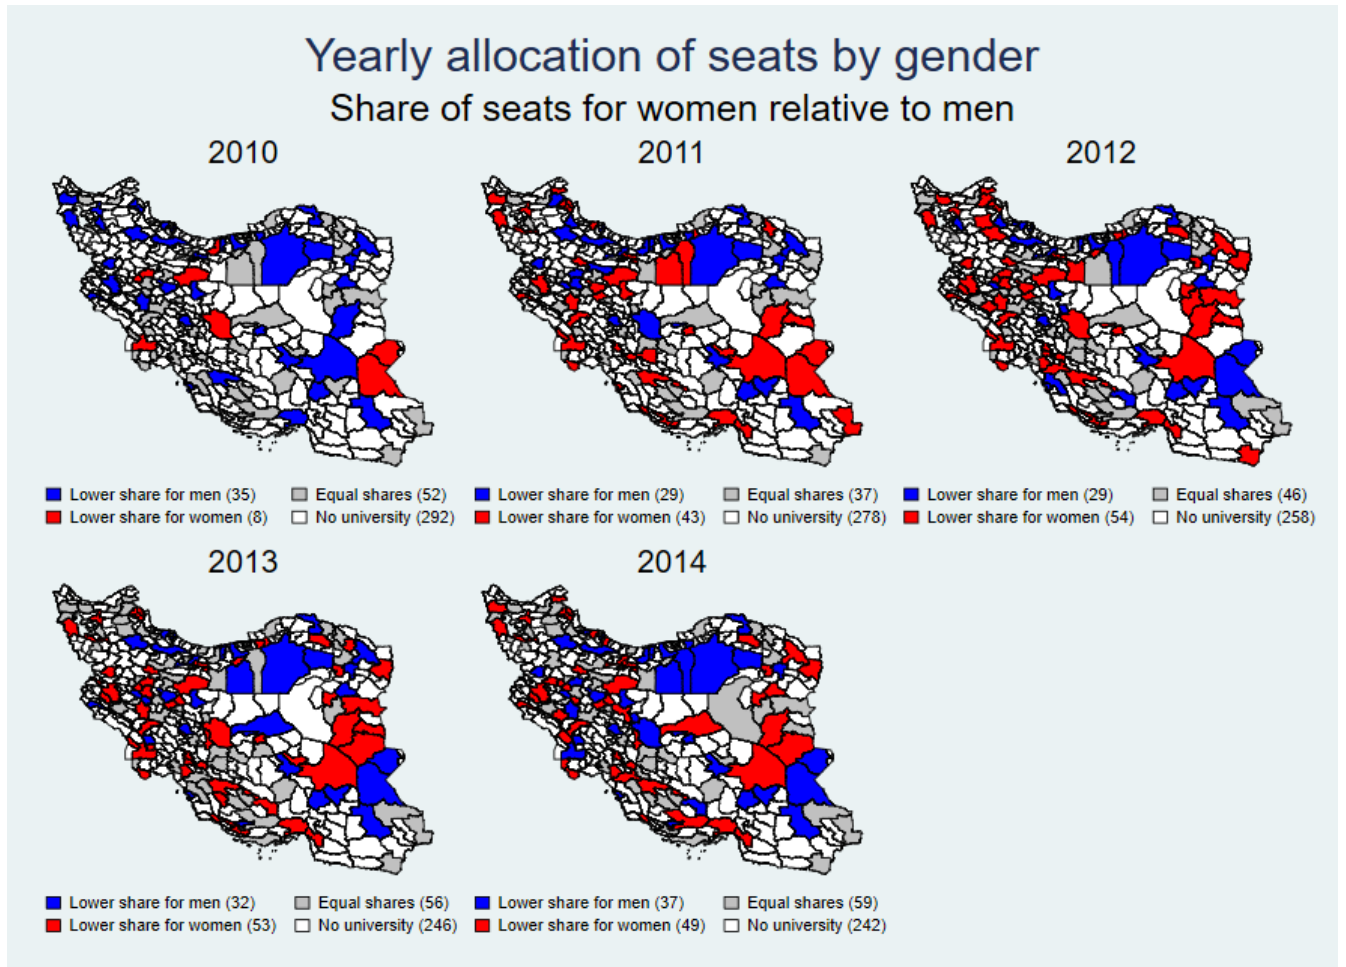 Yearly allocation of seats by gender
Share of seats for women relative to men
2010
2011
2012
Lower share for men (35)
Equal shares (52)
Lower share for women (8)
No university (292)
Lower share for men (29)
Equal shares (37)
Lower share for women (43)
No university (278)
Lower share for men (29)
Equal shares (46)
Lower share for women (54)
No university (258)
2013
2014
Lower share for men (32)
Equal shares (56)
Lower share for women (53)
No university (246)
Lower share for men (37)
Equal shares (59)
Lower share for women (49)
No university (242)